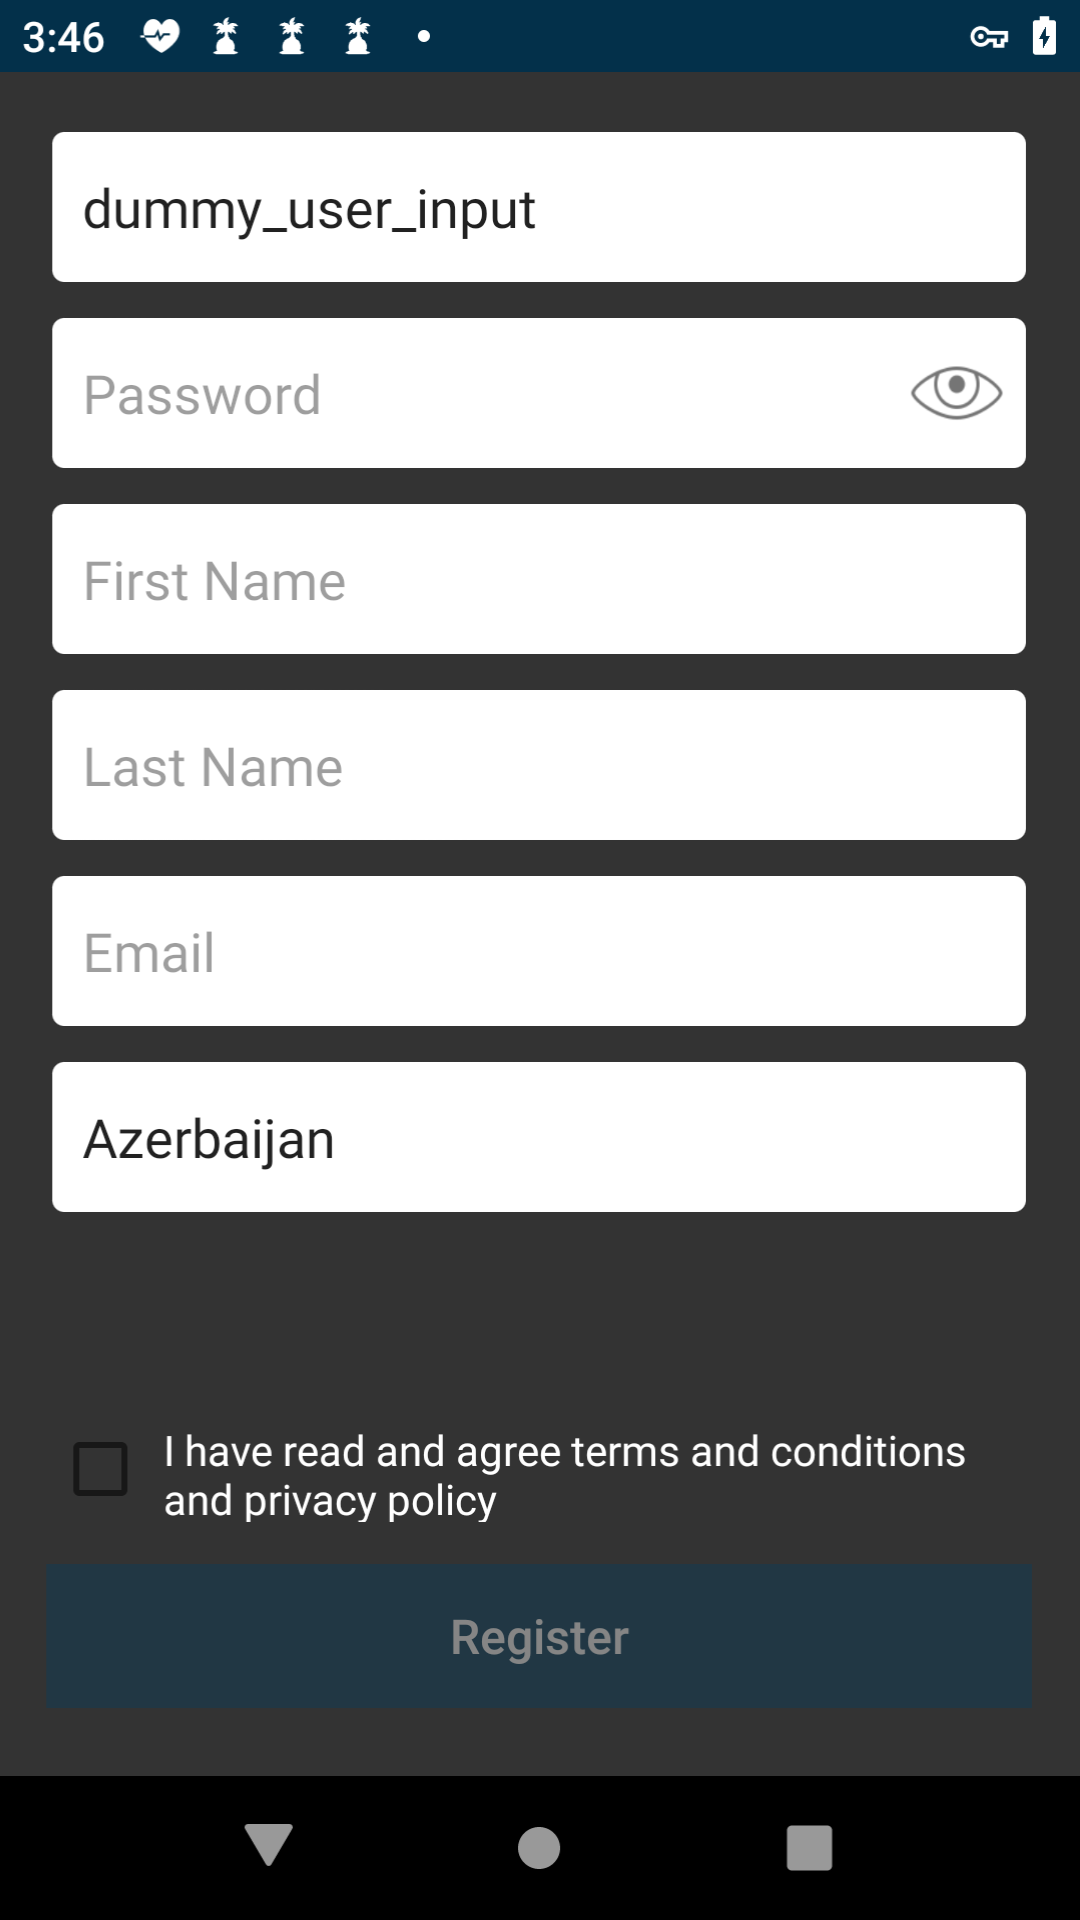 3:46
dummy_user_input
Password
First Name
Last Name
Email
Azerbaijan
I have read and agree terms and conditions
and privacy policy
Register